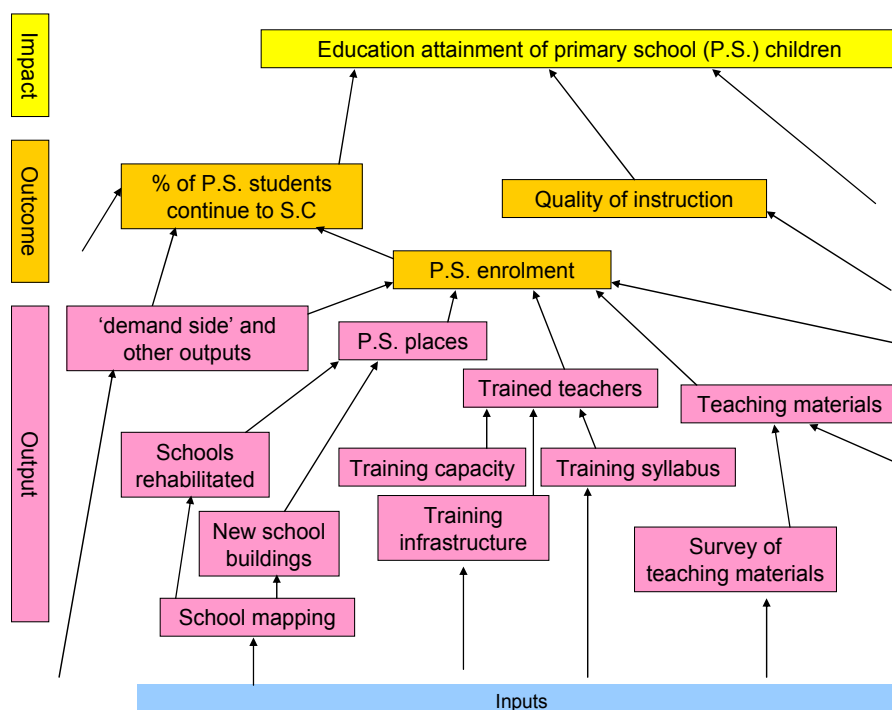 Impact
Education attainment of primary school (P.S.) children
Outcome
% of P.S. students
continue to S.C
Quality of instruction
P.S. enrolment
Output
‘demand side’ and
other outputs
P.S. places
Trained teachers
Teaching materials
Schools
rehabilitated
Training capacity
Training syllabus
New school
buildings
Training
infrastructure
Survey of
teaching materials
School mapping
Inputs